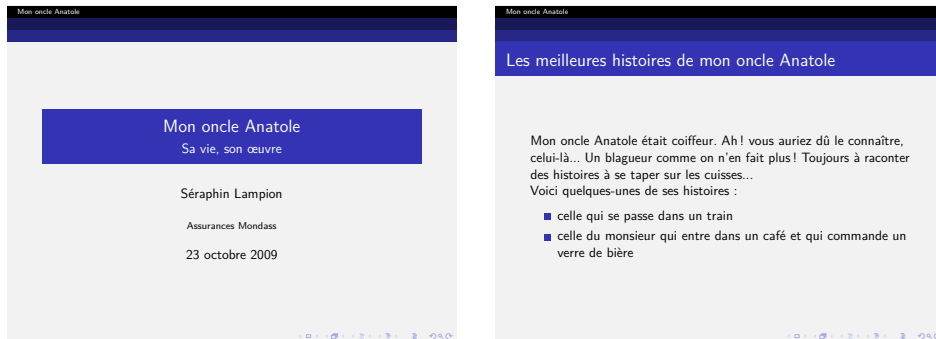 Mon oncle Anatole
Mon oncle Anatole
Sa vie, son œuvre
Séraphin Lampion
Assurances Mondass
23 octobre 2009
Mon oncle Anatole
Les meilleures histoires de mon oncle Anatole
Mon oncle Anatole était coiffeur. Ah ! vous auriez dû le connaître,
celui-là... Un blagueur comme on n'en fait plus ! Toujours à raconter
des histoires à se taper sur les cuisses...
Voici quelques-unes de ses histoires :
celle qui se passe dans un train
celle du monsieur qui entre dans un café et qui commande un
verre de bière